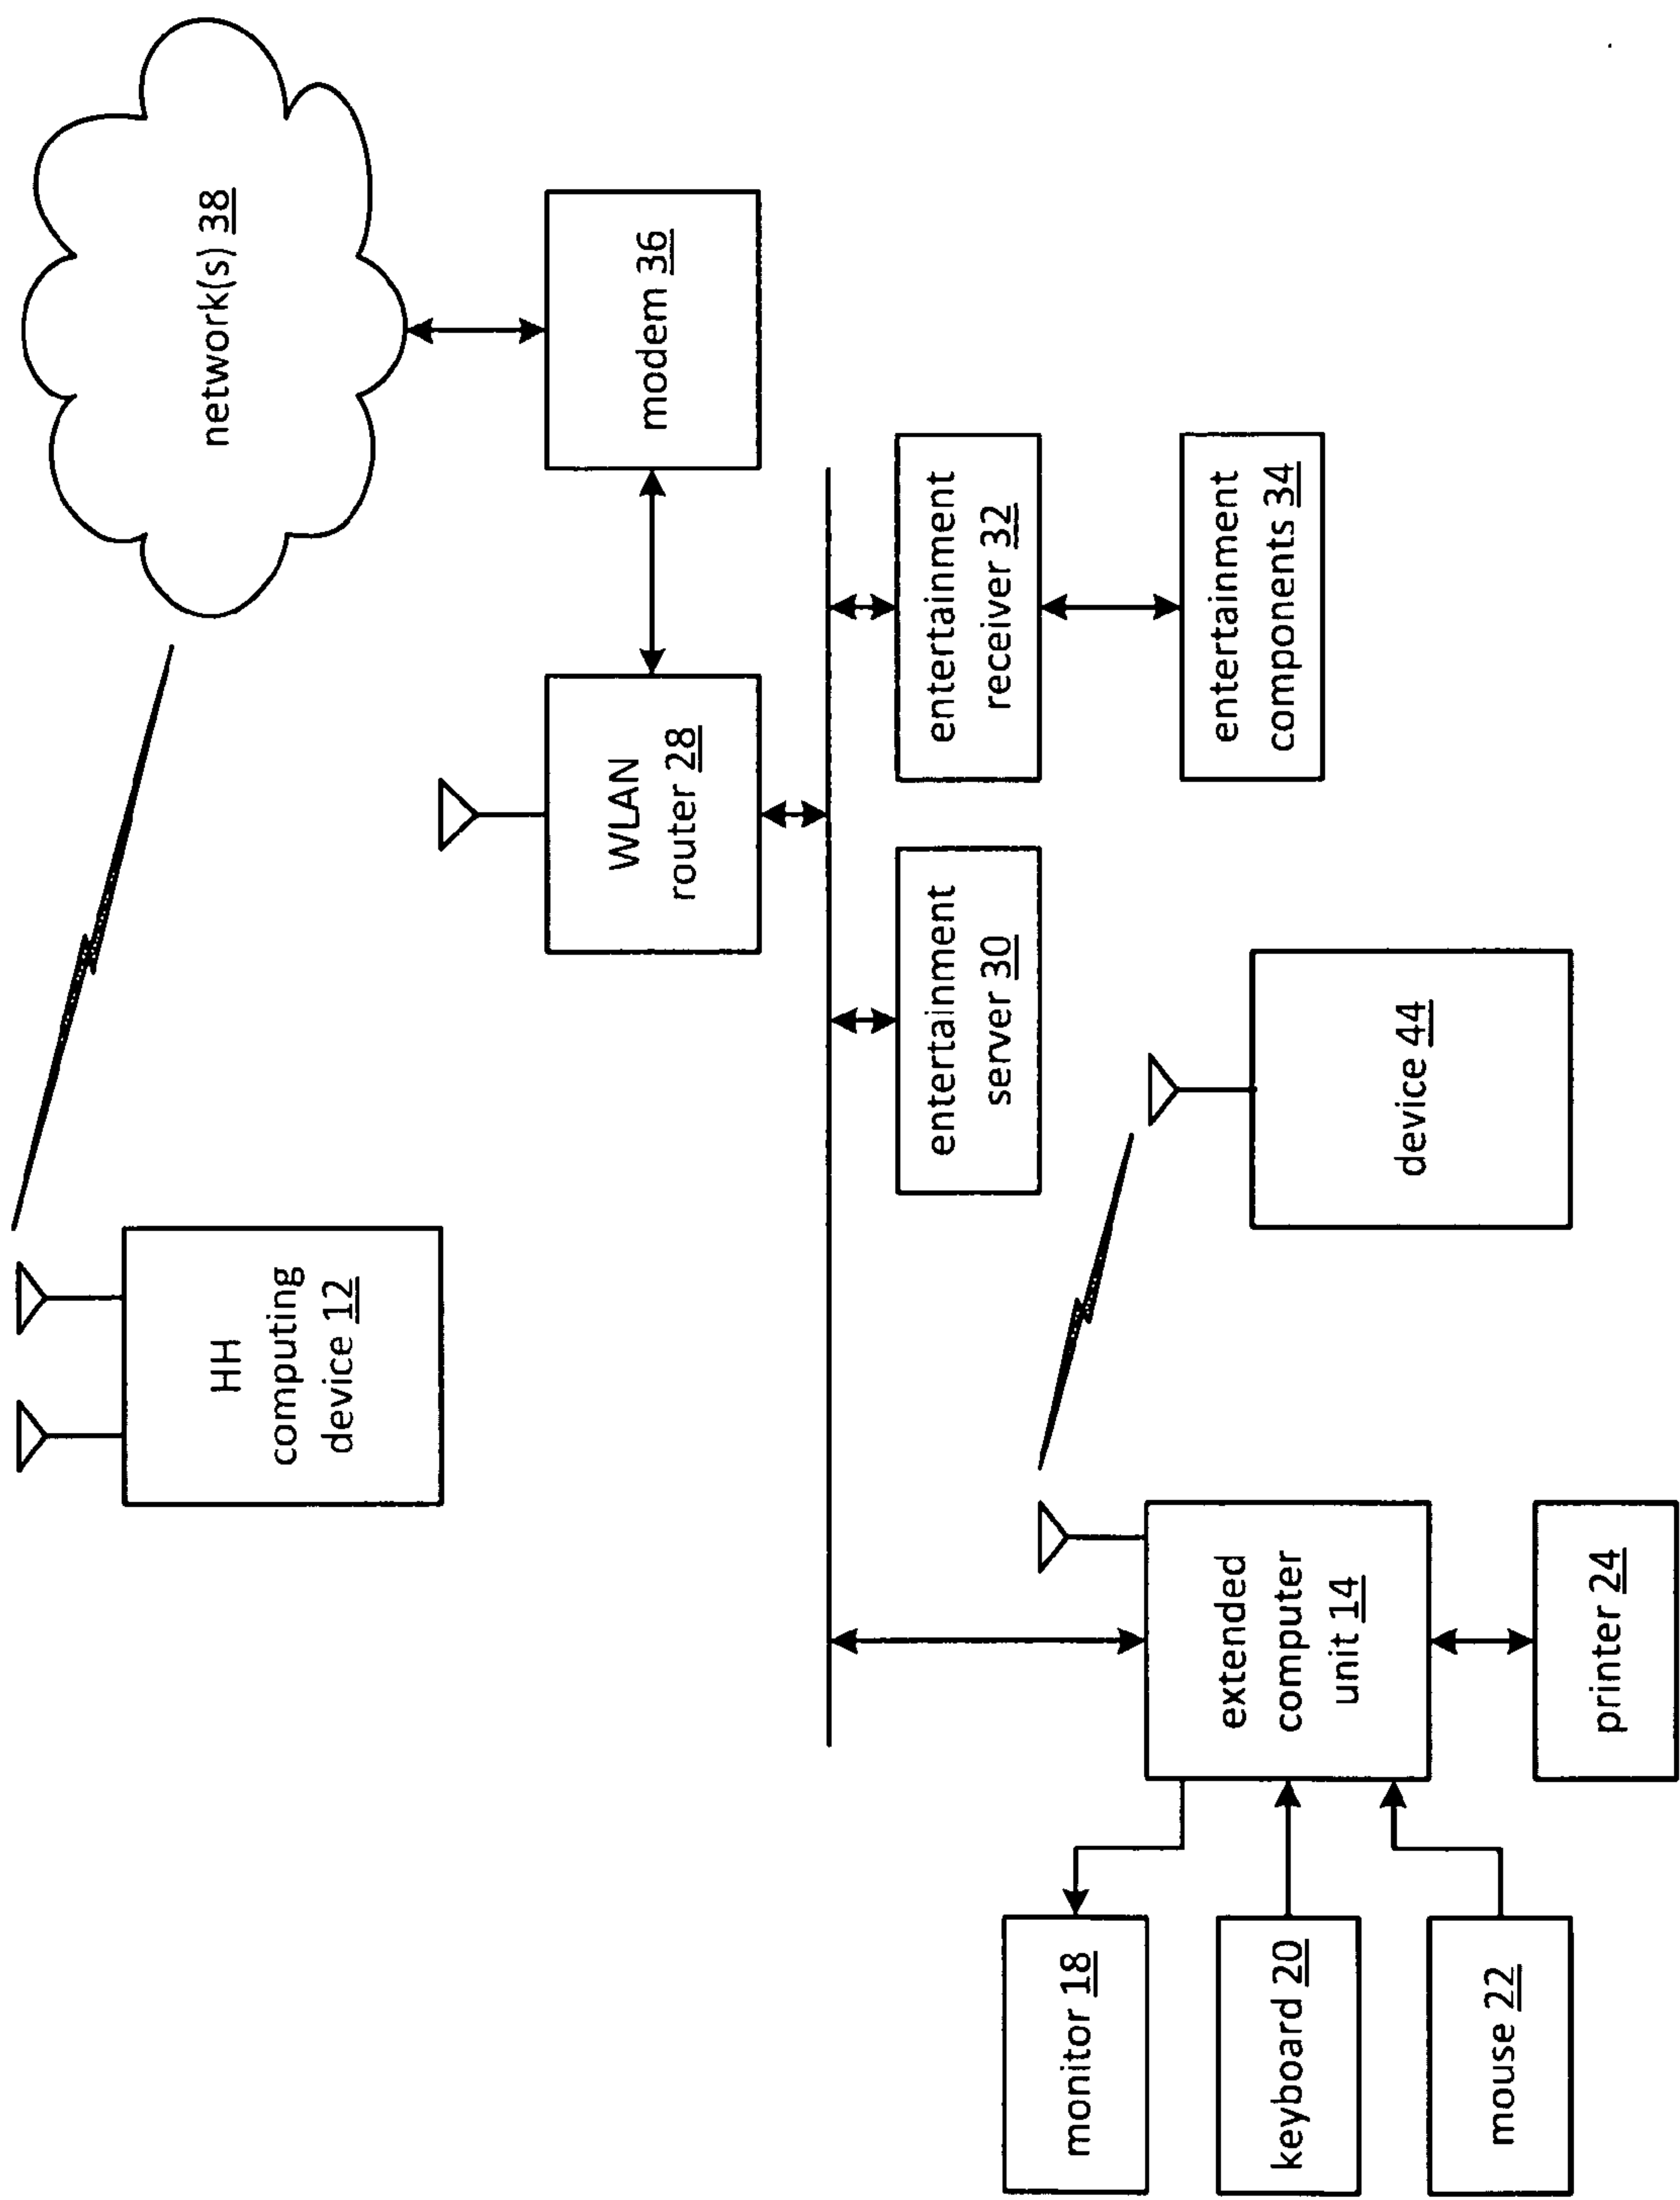 network(s) 38
HH
computing
device 12
WLAN
router 28
modem 36
entertainment
server 30
entertainment
receiver 32
entertainment
components 34
monitor 18
keyboard 20
mouse 22
extended
computer
unit 14
printer 24
device 44